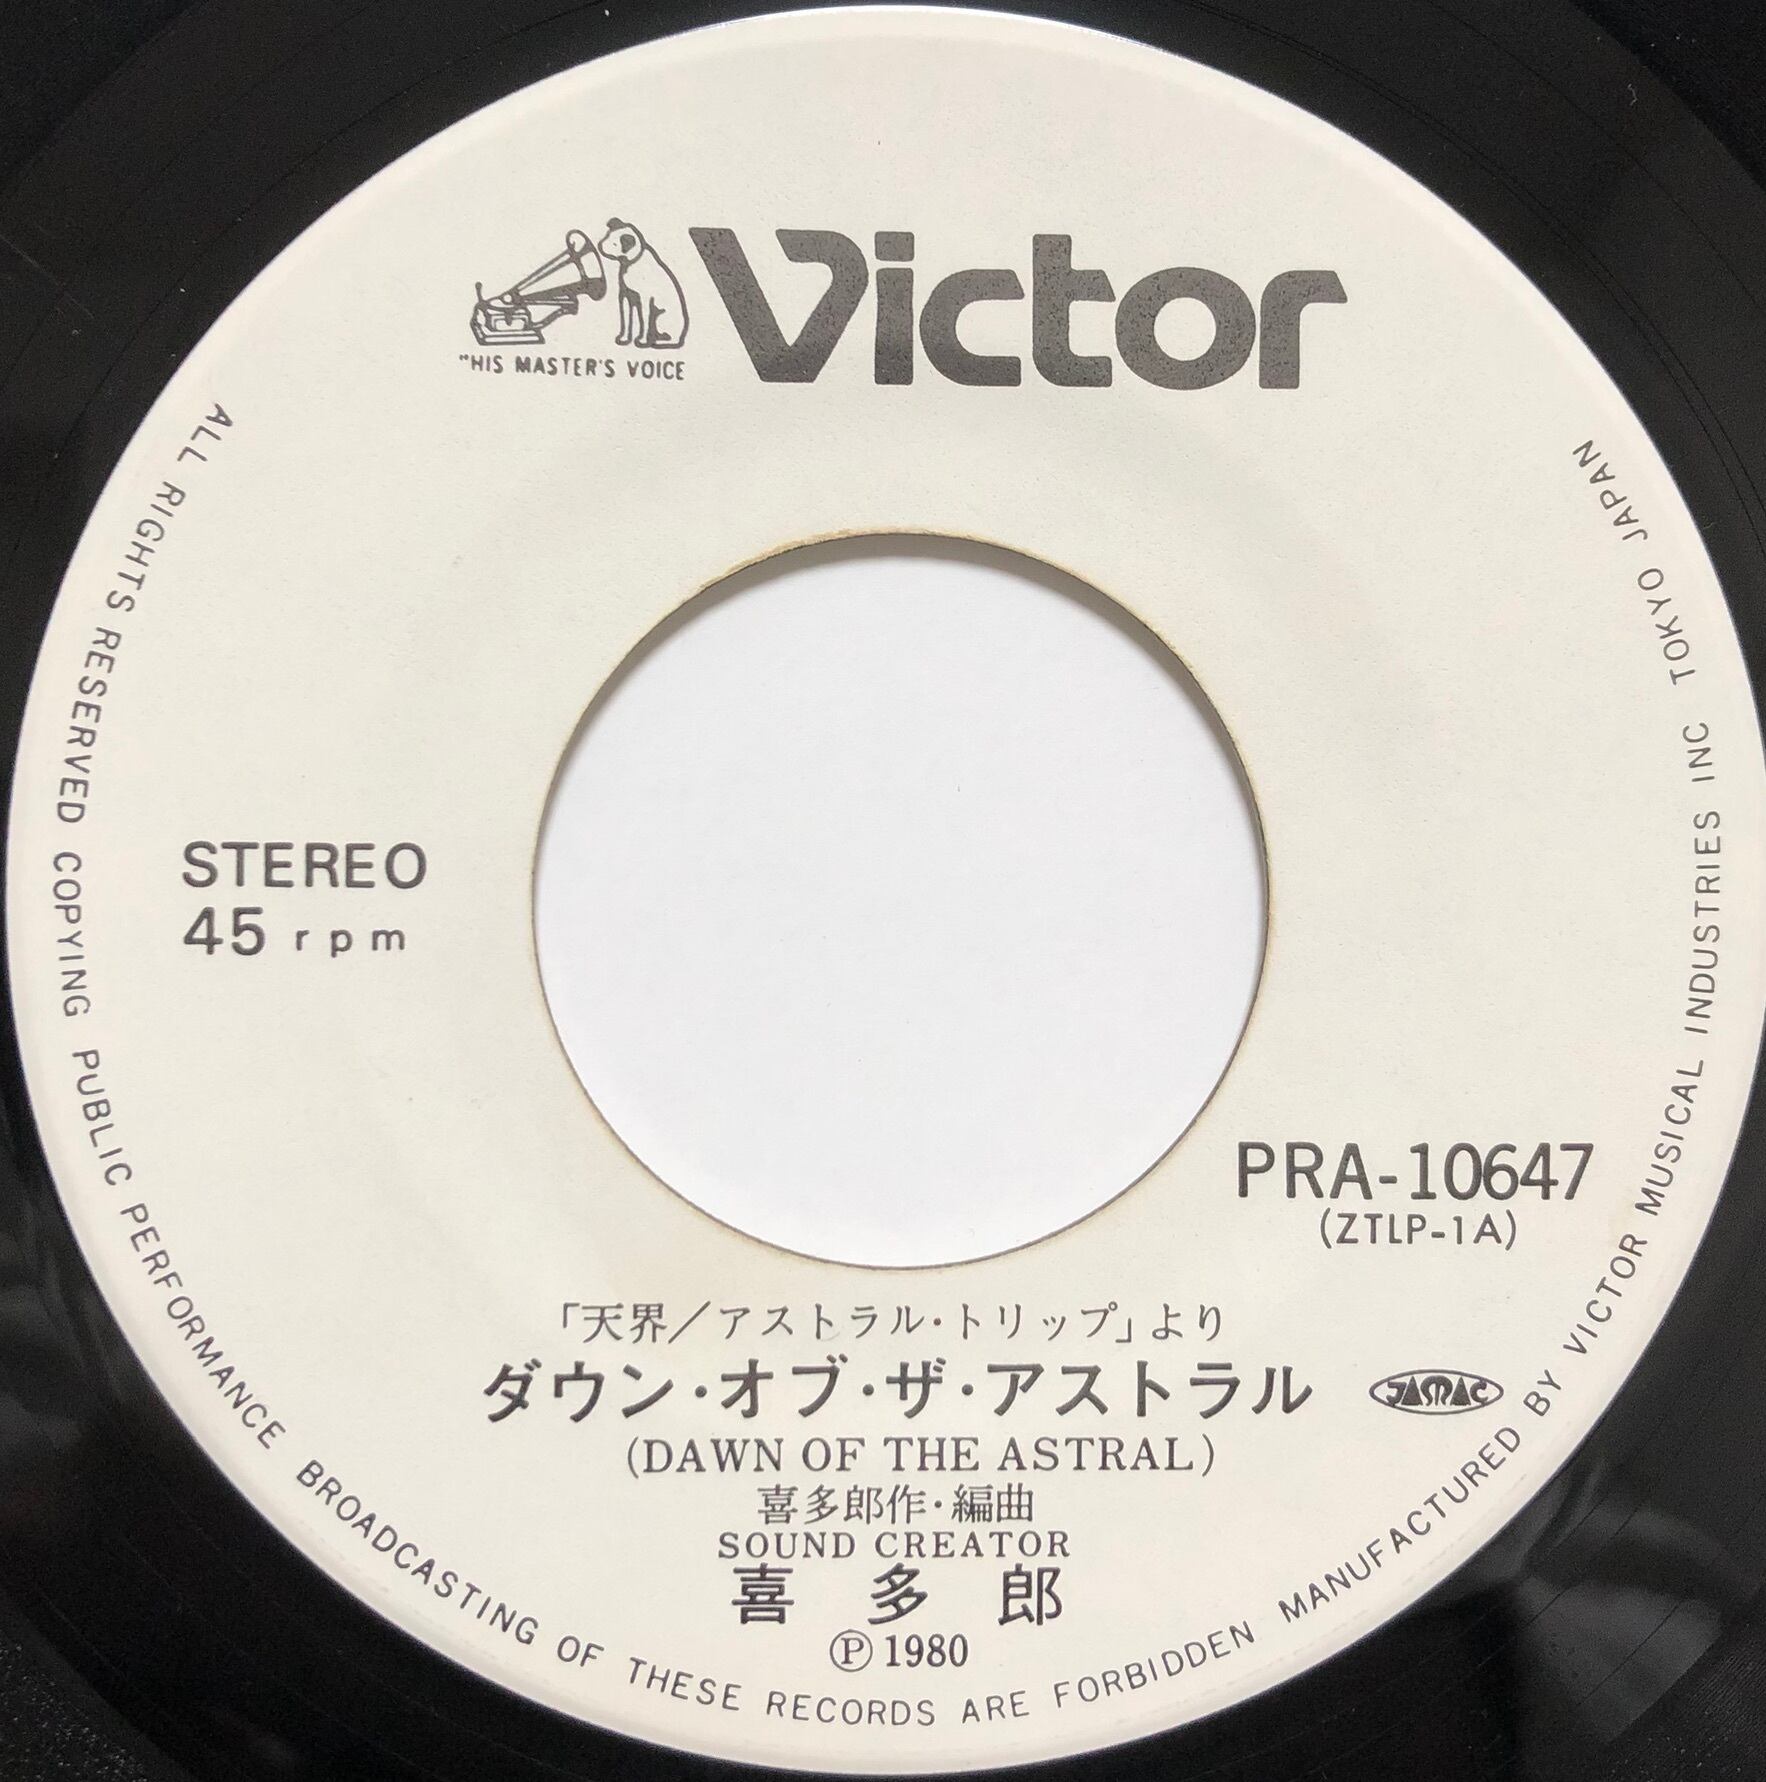 Victor
"HIS MASTER'S VOICE
STEREO
45 rpm
PRA-10647
(ZTLP-1A)
「天界／アストラル・トリップ」より
ダウン・オブ・ザ・アストラル
JASRAC
(DAWN OF THE ASTRAL)
喜多郎作・編曲
SOUND CREATOR
喜多郎
Ⓟ1980
ALL RIGHTS RESERVED COPYING PUBLIC PERFORMANCE BROADCASTING OF THESE RECORDS ARE FORBIDDEN MANUFACTURED BY VICTOR MUSICAL INDUSTRIES INC TOKYO JAPAN